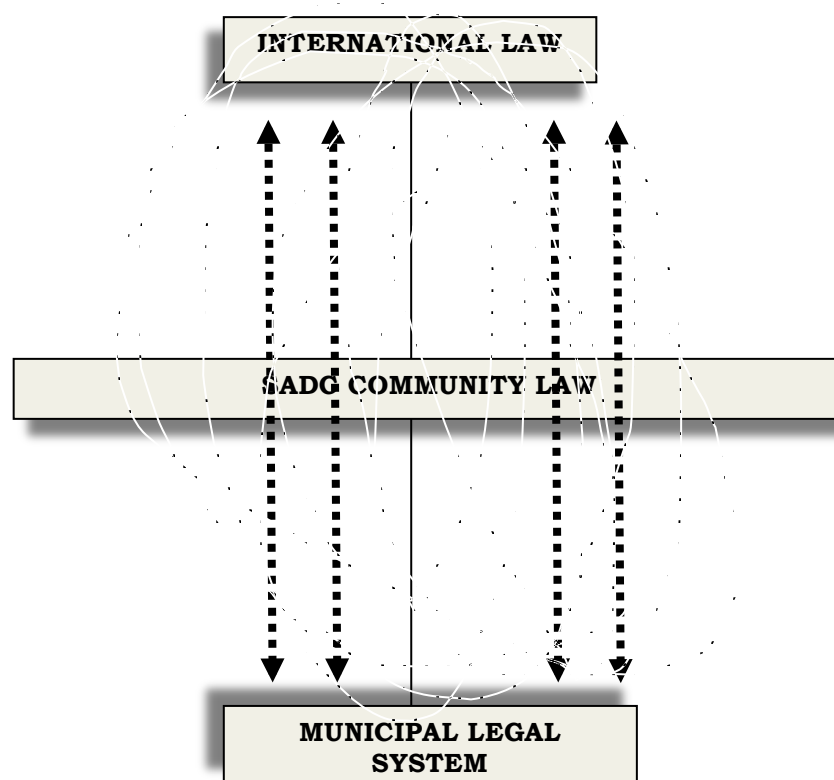 INTERNATIONAL LAW
SADC COMMUNITY LAW
MUNICIPAL LEGAL
SYSTEM